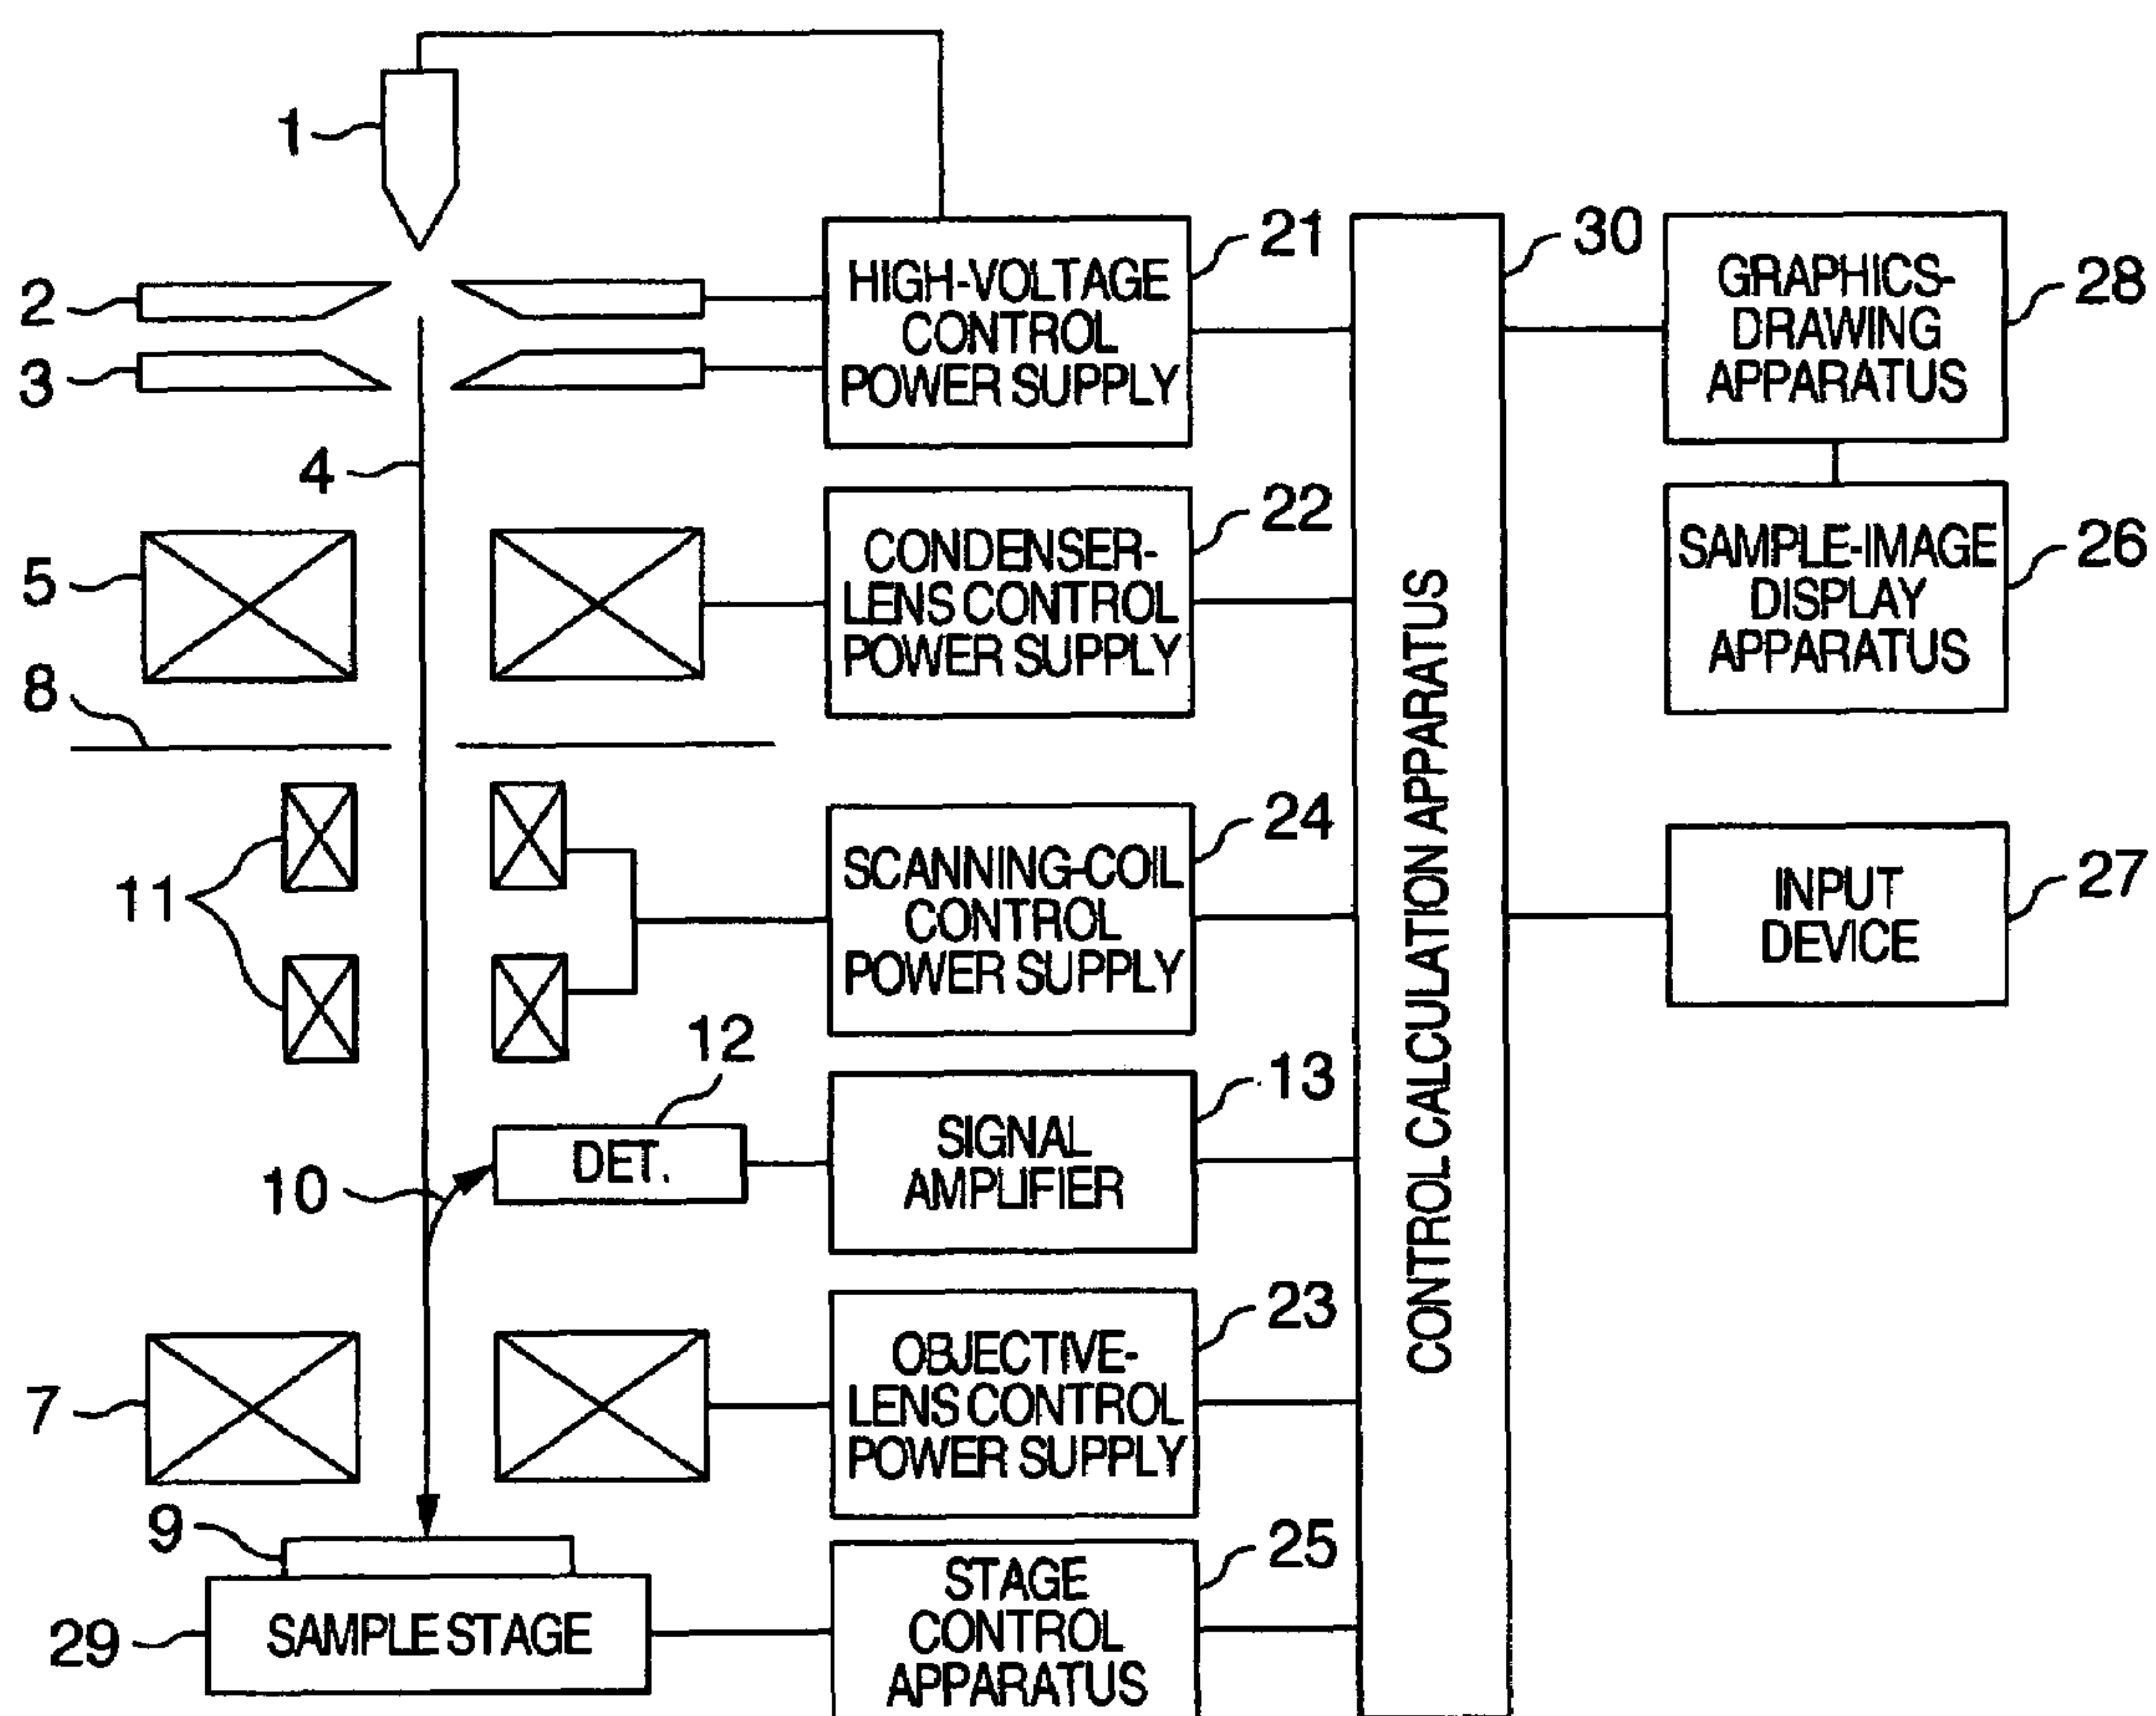 1
2
3
4
5
8
11
12
10
7
9
29
DET.
SAMPLE STAGE
HIGH-VOLTAGE
CONTROL
POWER SUPPLY
21
CONDENSER-
LENS CONTROL
POWER SUPPLY
22
SCANNING-COIL
CONTROL
POWER SUPPLY
24
SIGNAL
AMPLIFIER
13
OBJECTIVE-
LENS CONTROL
POWER SUPPLY
23
STAGE
CONTROL
APPARATUS
25
CONTROL CALCULATION APPARATUS
30
GRAPHICS-
DRAWING
APPARATUS
28
SAMPLE-IMAGE
DISPLAY
APPARATUS
26
INPUT
DEVICE
27